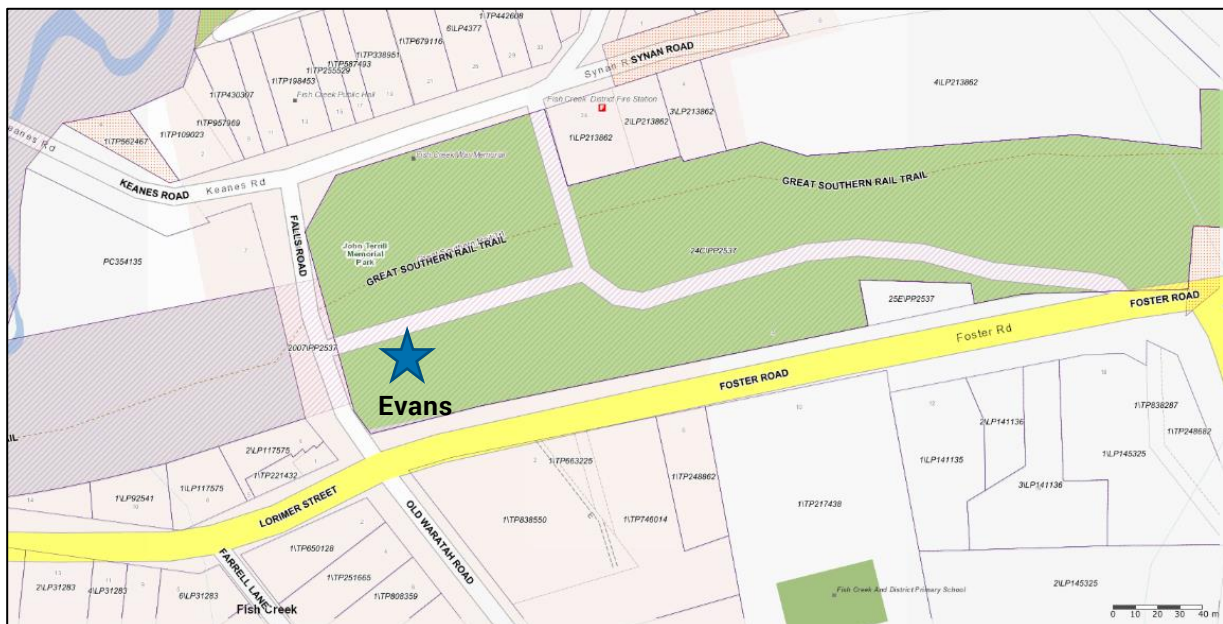 1\TP442608
6\LP4377
1\TP679116
1\TP338951
1\TP587493
1\TP255529
1\TP198453
1\TP430307
1\TP957969
1\TP109023
1\TP562467
Fish Creek Public Hall
SYNAN ROAD
Fish Creek District Fire Station
F
1\LP213862
2\LP213862
3\LP213862
4\LP213862
Keanes Rd
KEANES ROAD
Keanes Rd
Fish Creek War Memorial
John Terrill
Memorial
Park
GREAT SOUTHERN RAIL TRAIL
GREAT SOUTHERN RAIL TRAIL
FALLS ROAD
PC354135
24C\PP2537
25E\PP2537
2007\PP2537
Evans
FOSTER ROAD
Foster Rd
FOSTER ROAD
2\LP117575
1\TP221432
1\LP117575
1\LP92541
LORIMER STREET
OLD WARATAH ROAD
1\TP663225
1\TP838550
1\TP746014
1\TP248862
1\TP217438
1\LP141135
2\LP141136
3\LP141136
1\TP838287
1\TP248682
1\LP145325
2\LP145325
1\TP650128
1\TP251665
1\TP808359
FARRELL LANE
2\LP31283
4\LP31283
6\LP31283
Fish Creek
Fish Creek And District Primary School
0 10 20 30 40 m